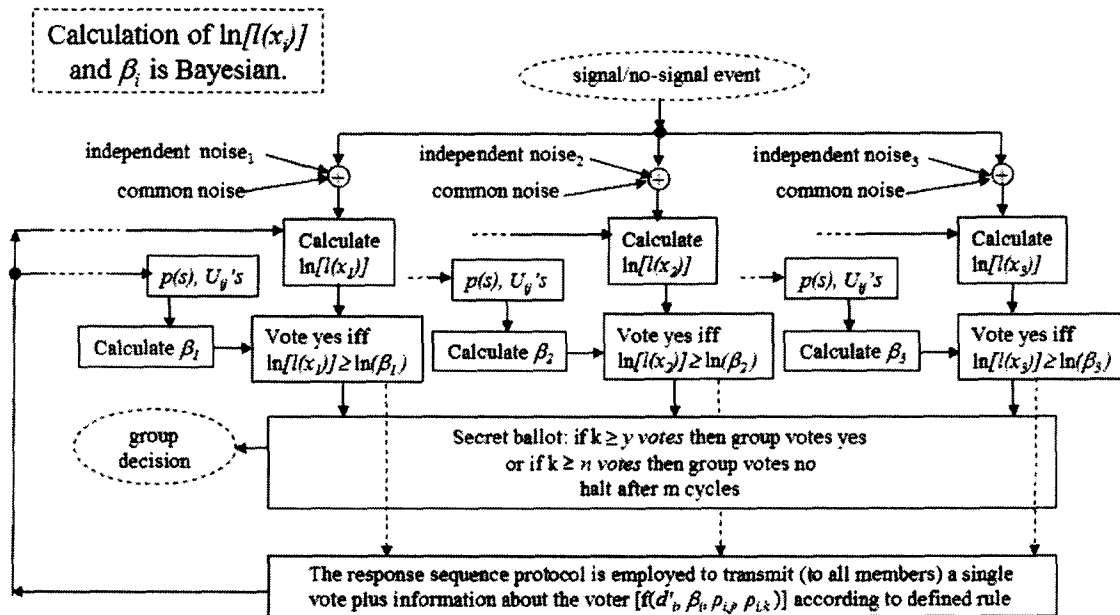 Calculation of ln[l(xᵢ)]
and βᵢ is Bayesian.
signal/no-signal event
independent noise₁
common noise
independent noise₂
common noise
independent noise₃
common noise
+
+
+
Calculate
ln[l(x₁)]
Calculate
ln[l(x₂)]
Calculate
ln[l(x₃)]
p(s), Uᵢⱼ's
p(s), Uᵢⱼ's
p(s), Uᵢⱼ's
Calculate β₁
Vote yes iff
ln[l(x₁)] ≥ ln(β₁)
Calculate β₂
Vote yes iff
ln[l(x₂)] ≥ ln(β₂)
Calculate β₃
Vote yes iff
ln[l(x₃)] ≥ ln(β₃)
group
decision
Secret ballot: if k ≥ y votes then group votes yes
or if k ≥ n votes then group votes no
halt after m cycles
The response sequence protocol is employed to transmit (to all members) a single
vote plus information about the voter [f(d'ᵢ, βᵢ, ρᵢ,ⱼ, ρᵢ,ₖ)] according to defined rule